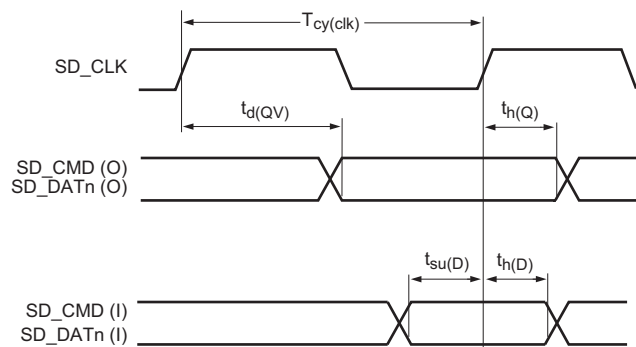 T_cy(clk)
SD_CLK
t_d(QV)
t_h(Q)
SD_CMD (O)
SD_DATn (O)
t_su(D)
t_h(D)
SD_CMD (I)
SD_DATn (I)